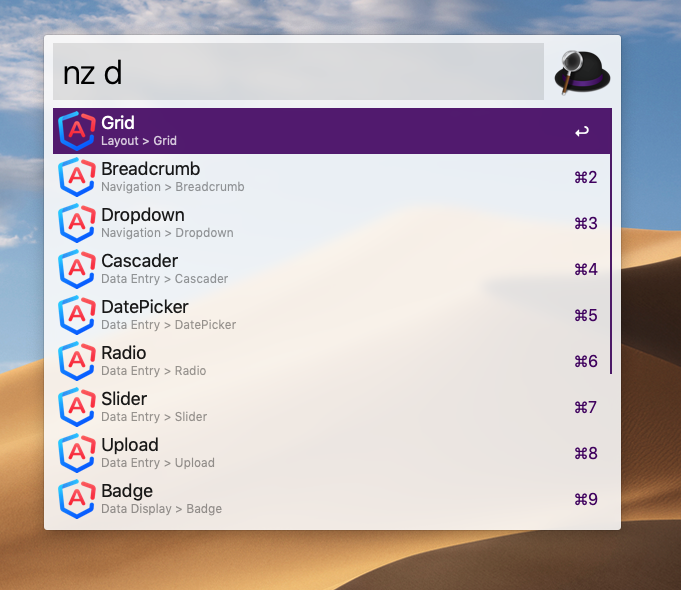 nz d
Grid
Layout > Grid
↩
Breadcrumb
Navigation > Breadcrumb
⌘2
Dropdown
Navigation > Dropdown
⌘3
Cascader
Data Entry > Cascader
⌘4
DatePicker
Data Entry > DatePicker
⌘5
Radio
Data Entry > Radio
⌘6
Slider
Data Entry > Slider
⌘7
Upload
Data Entry > Upload
⌘8
Badge
Data Display > Badge
⌘9